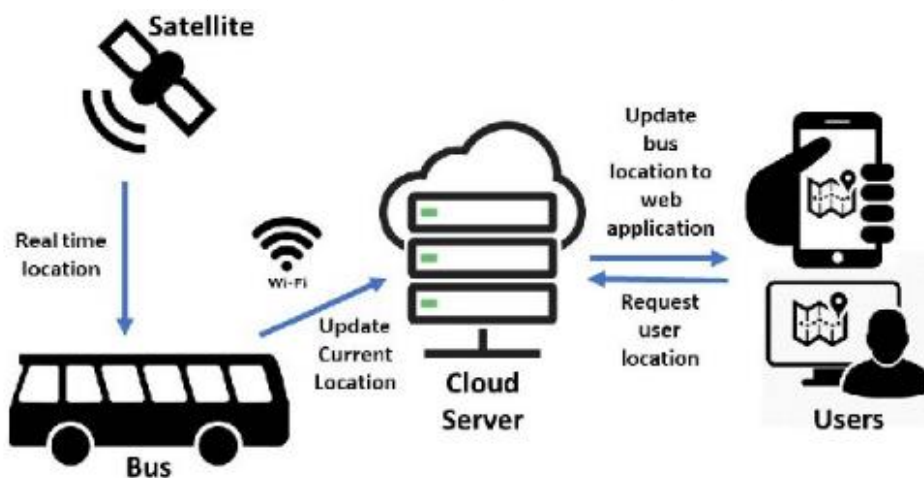 Satellite
Real time
location
Wi-Fi
Update
Current
Location
Bus
Cloud
Server
Update
bus
location to
web
application
Request
user
location
Users